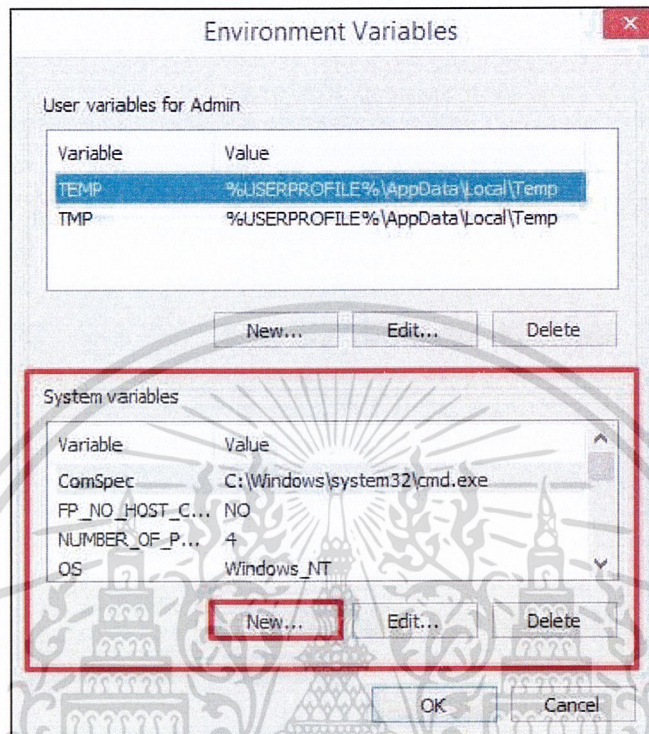 Environment Variables
User variables for Admin
Variable Value
TEMP %USERPROFILE%\AppData\Local\Temp
TMP %USERPROFILE%\AppData\Local\Temp
New... Edit... Delete
System variables
Variable Value
ComSpec C:\Windows\system32\cmd.exe
FP_NO_HOST_C... NO
NUMBER_OF_P... 4
OS Windows_NT
New... Edit... Delete
OK Cancel